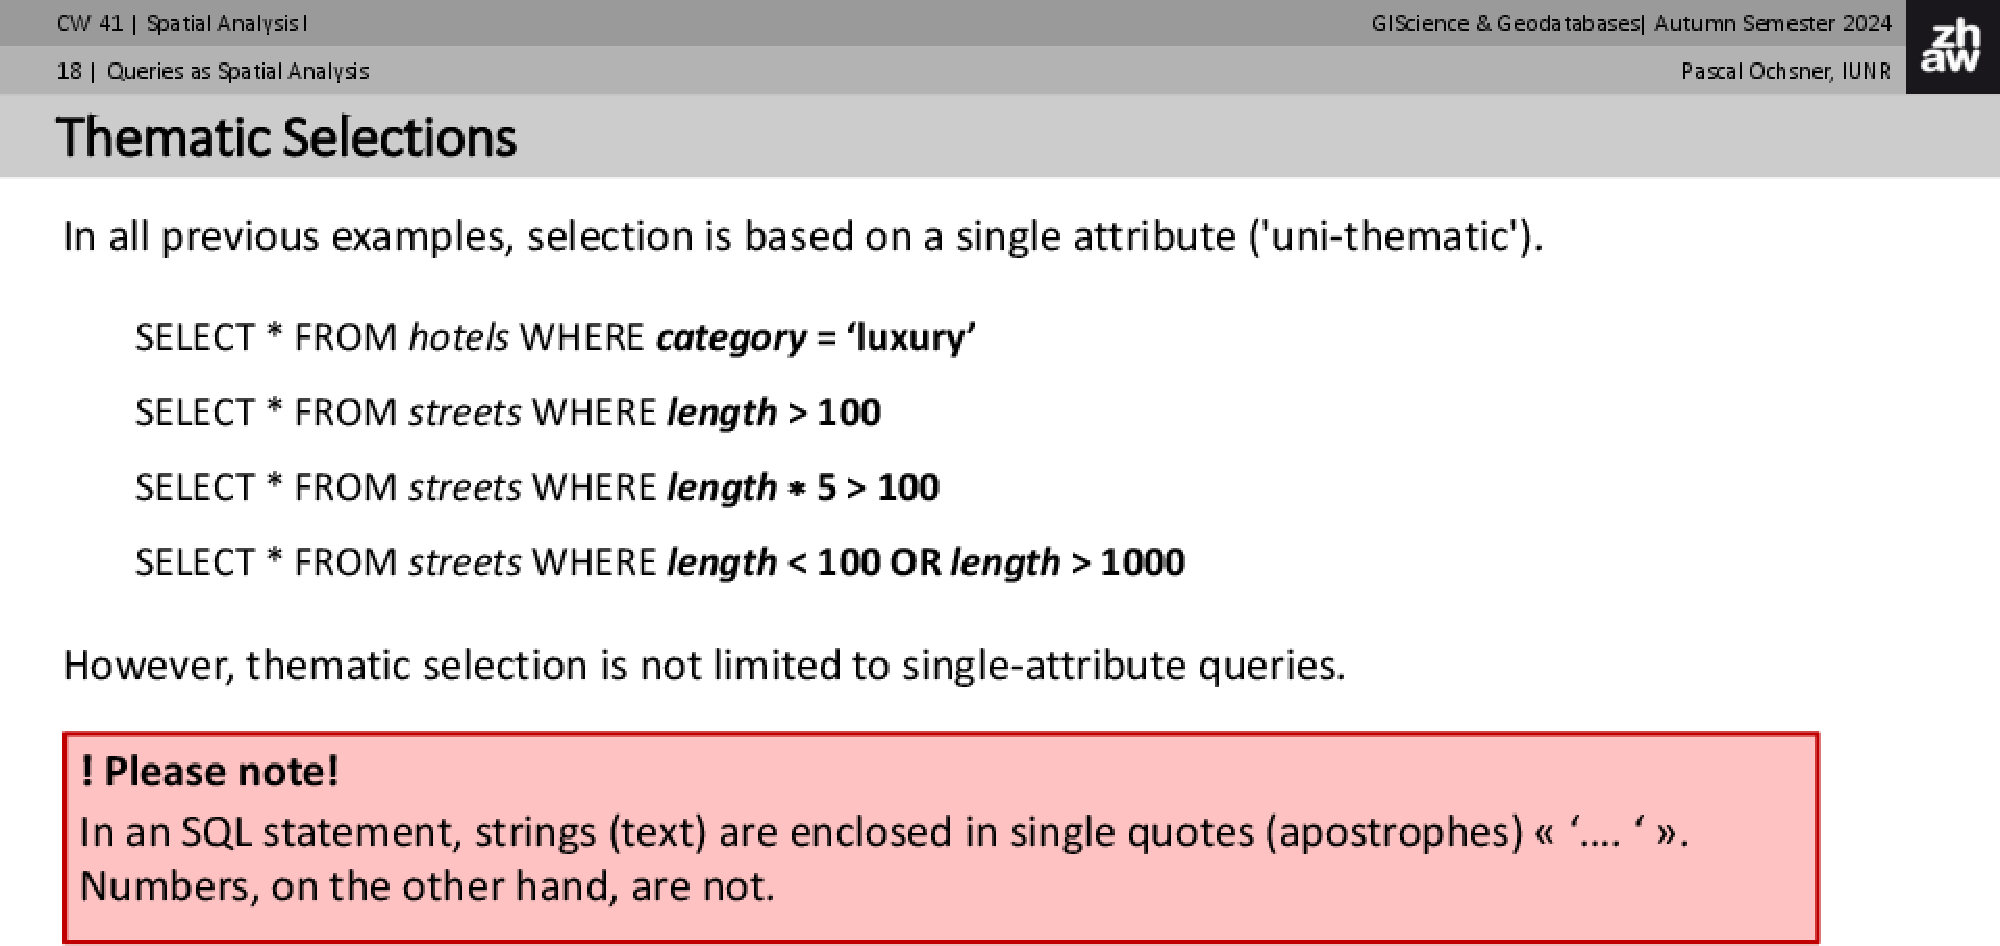 CW 41 | Spatial Analysis I
GIScience & Geodatabases| Autumn Semester 2024
zh
aw
18 | Queries as Spatial Analysis
Pascal Ochsner, IUNR
Thematic Selections
In all previous examples, selection is based on a single attribute ('uni-thematic').
SELECT * FROM hotels WHERE category = ‘luxury’
SELECT * FROM streets WHERE length > 100
SELECT * FROM streets WHERE length * 5 > 100
SELECT * FROM streets WHERE length < 100 OR length > 1000
However, thematic selection is not limited to single-attribute queries.
! Please note!
In an SQL statement, strings (text) are enclosed in single quotes (apostrophes) « ‘.... ‘ ».
Numbers, on the other hand, are not.